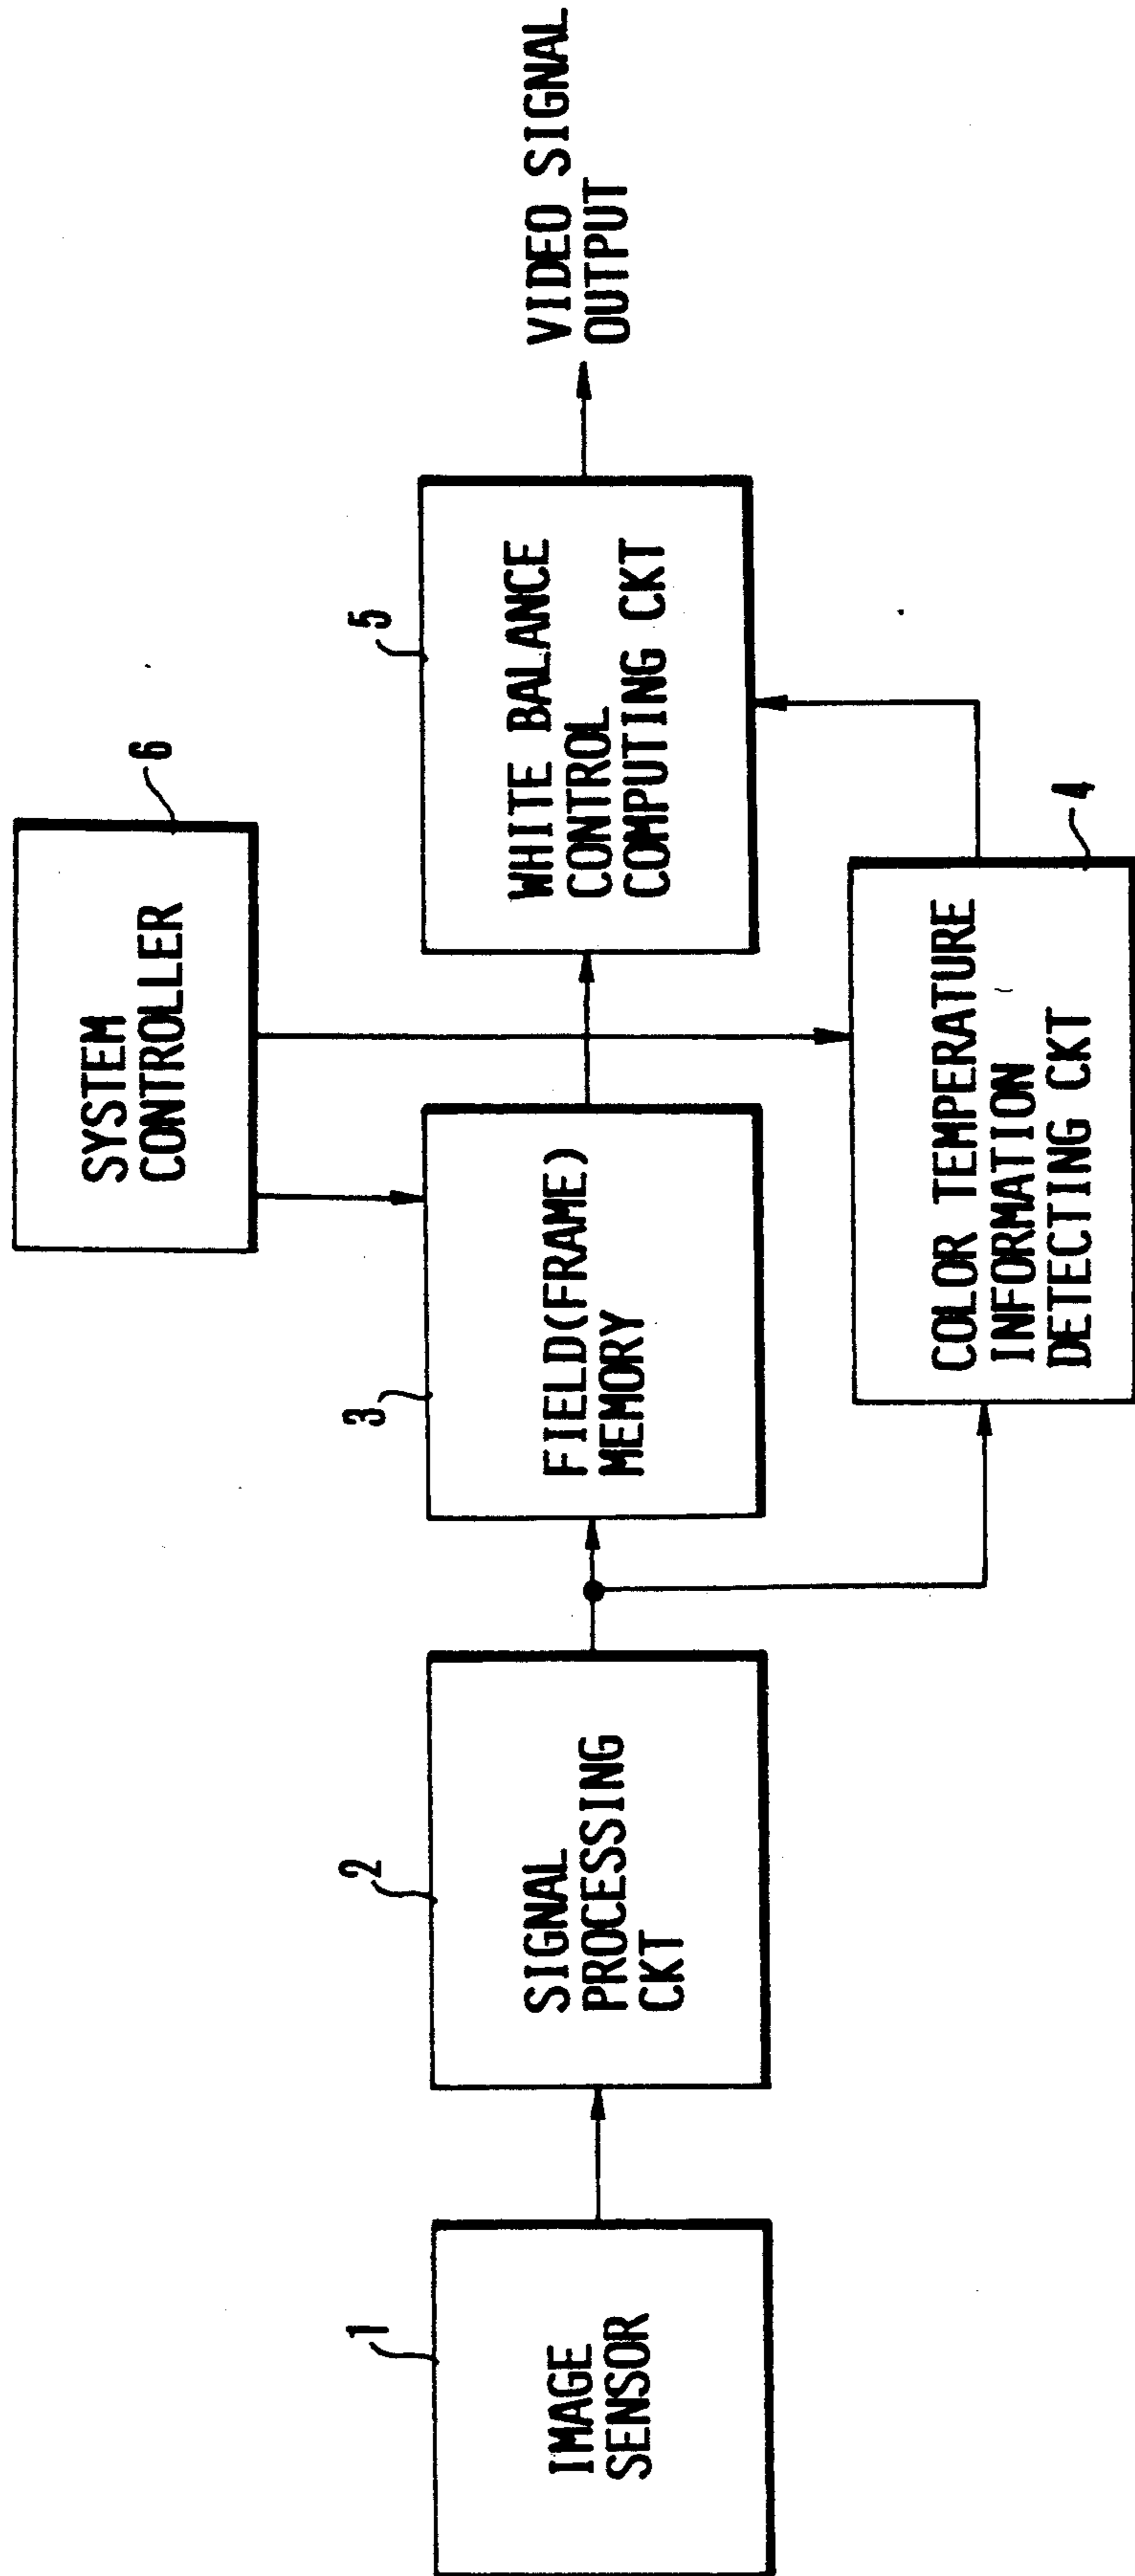 1
IMAGE
SENSOR
2
SIGNAL
PROCESSING
CKT
3
FIELD(FRAME)
MEMORY
6
SYSTEM
CONTROLLER
5
WHITE BALANCE
CONTROL
COMPUTING CKT
4
COLOR TEMPERATURE
INFORMATION
DETECTING CKT
VIDEO SIGNAL
OUTPUT